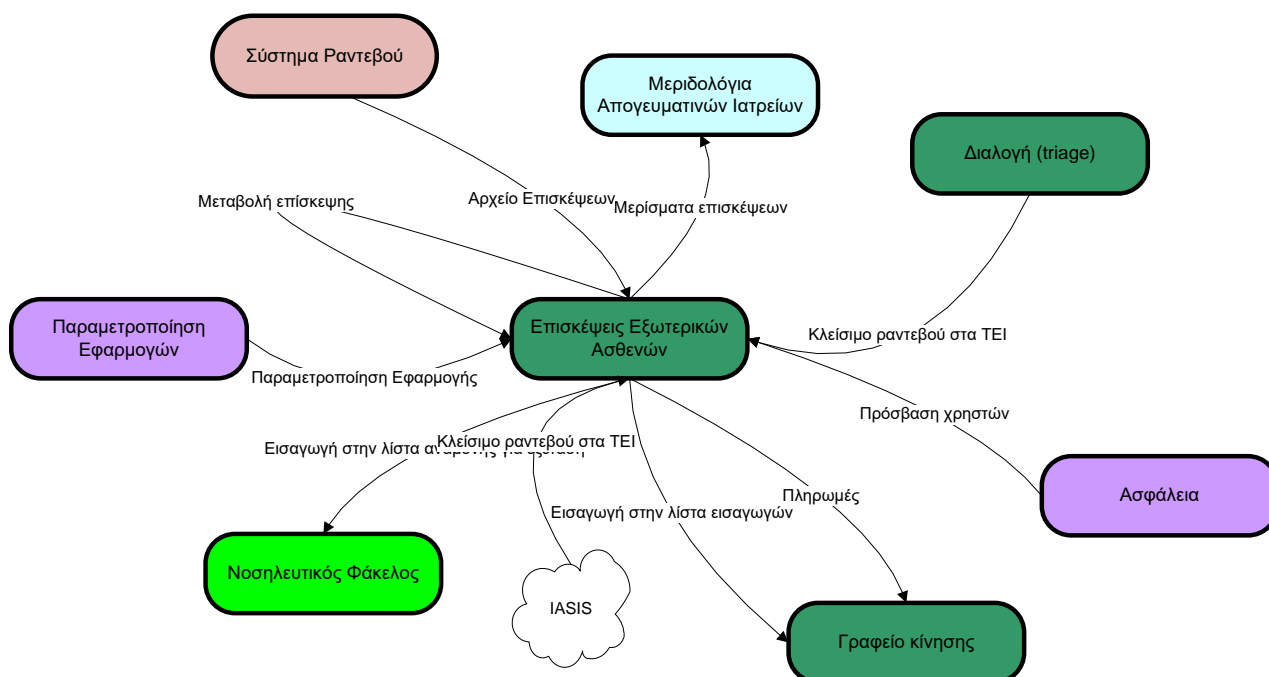 Σύστημα Ραντεβού
Μεριδολόγια
Απογευματινών Ιατρείων
Διαλογή (triage)
Μεταβολή επίσκεψης
Αρχείο Επισκέψεων
Μερίσματα επισκέψεων
Παραμετροποίηση
Εφαρμογών
Επισκέψεις Εξωτερικών
Ασθενών
Κλείσιμο ραντεβού στα ΤΕΙ
Παραμετροποίηση Εφαρμογής
Πρόσβαση χρηστών
Εισαγωγή στην λίστα
Κλείσιμο ραντεβού στα ΤΕΙ
Ασφάλεια
Πληρωμές
Εισαγωγή στην λίστα εισαγωγών
Νοσηλευτικός Φάκελος
IASIS
Γραφείο κίνησης